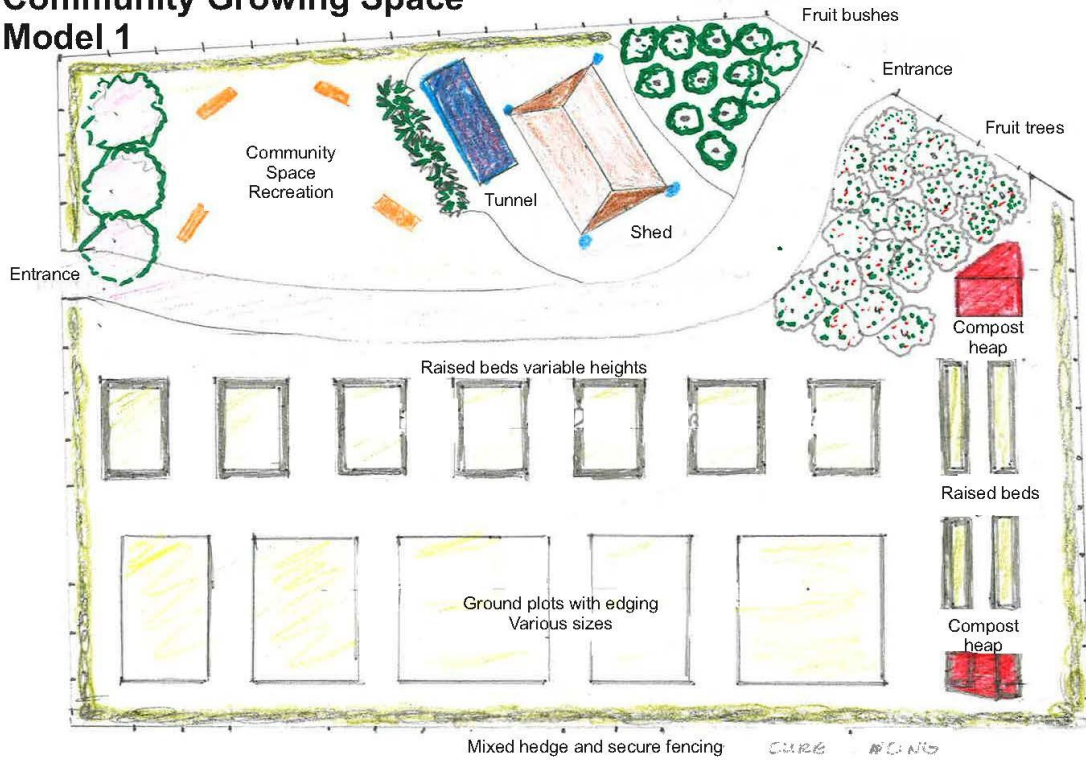 Community Growing Space
Model 1
Fruit bushes
Entrance
Fruit trees
Community
Space
Recreation
Tunnel
Shed
Entrance
Compost
heap
Raised beds variable heights
Raised beds
Ground plots with edging
Various sizes
Compost
heap
Mixed hedge and secure fencing